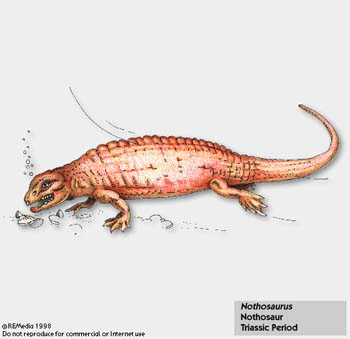 Nothosaurus
Nothosaur
Triassic Period
@REMedia 1998
Do not reproduce for commercial or Internet use